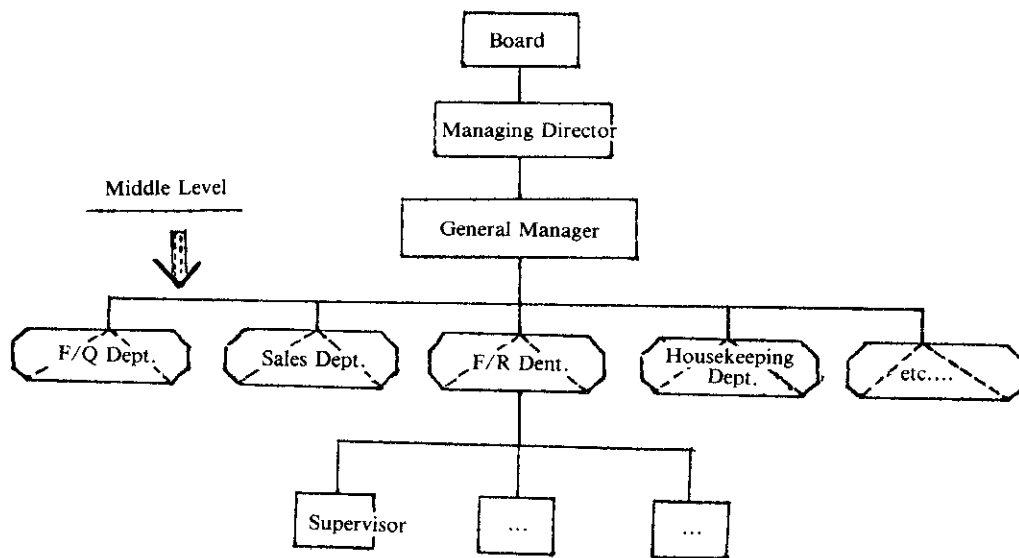 Board
Managing Director
Middle Level
General Manager
F/Q Dept.
Sales Dept.
F/R Dent.
Housekeeping
Dept.
etc....
Supervisor
...
...